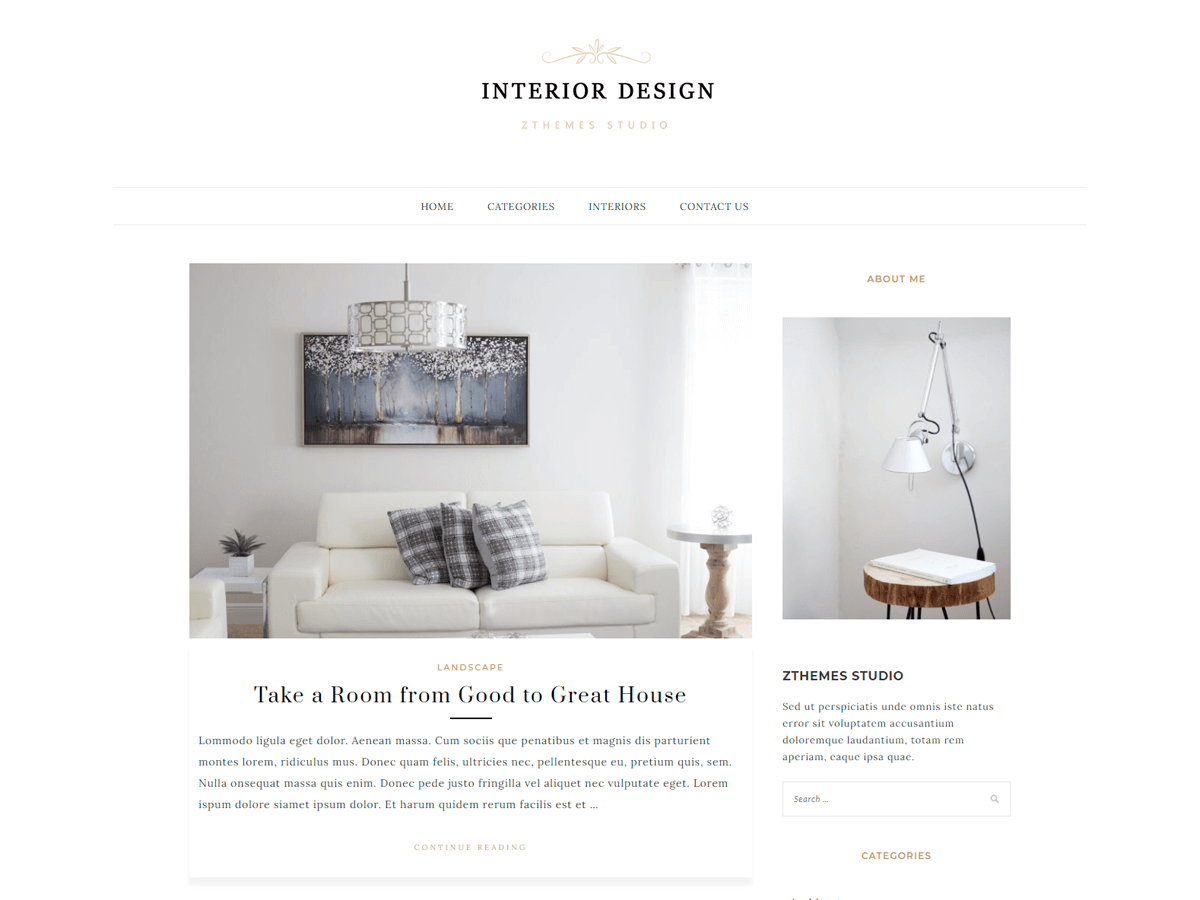 INTERIOR DESIGN
ZTHEMES STUDIO
HOME CATEGORIES INTERIORS CONTACT US
LANDSCAPE
Take a Room from Good to Great House
Lommodo ligula eget dolor. Aenean massa. Cum sociis que penatibus et magnis dis parturient
montes lorem, ridiculus mus. Donec quam felis, ultricies nec, pellentesque eu, pretium quis, sem.
Nulla onsequat massa quis enim. Donec pede justo fringilla vel aliquet nec vulputate eget. Lorem
ispum dolore siamet ipsum dolor. Et harum quidem rerum facilis est et ...
CONTINUE READING
ABOUT ME
ZTHEMES STUDIO
Sed ut perspiciatis unde omnis iste natus
error sit voluptatem accusantium
doloremque laudantium, totam rem
aperiam, eaque ipsa quae.
Search ...
CATEGORIES